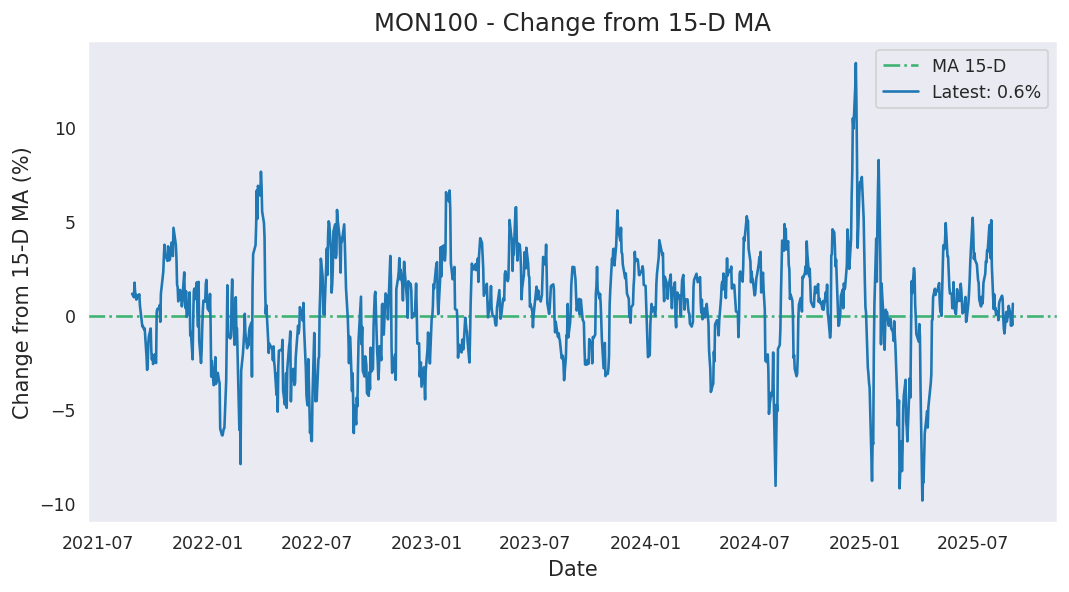 MON100 - Change from 15-D MA
MA 15-D
Latest: 0.6%
Change from 15-D MA (%)
10
5
0
−5
−10
2021-07
2022-01
2022-07
2023-01
2023-07
2024-01
2024-07
2025-01
2025-07
Date